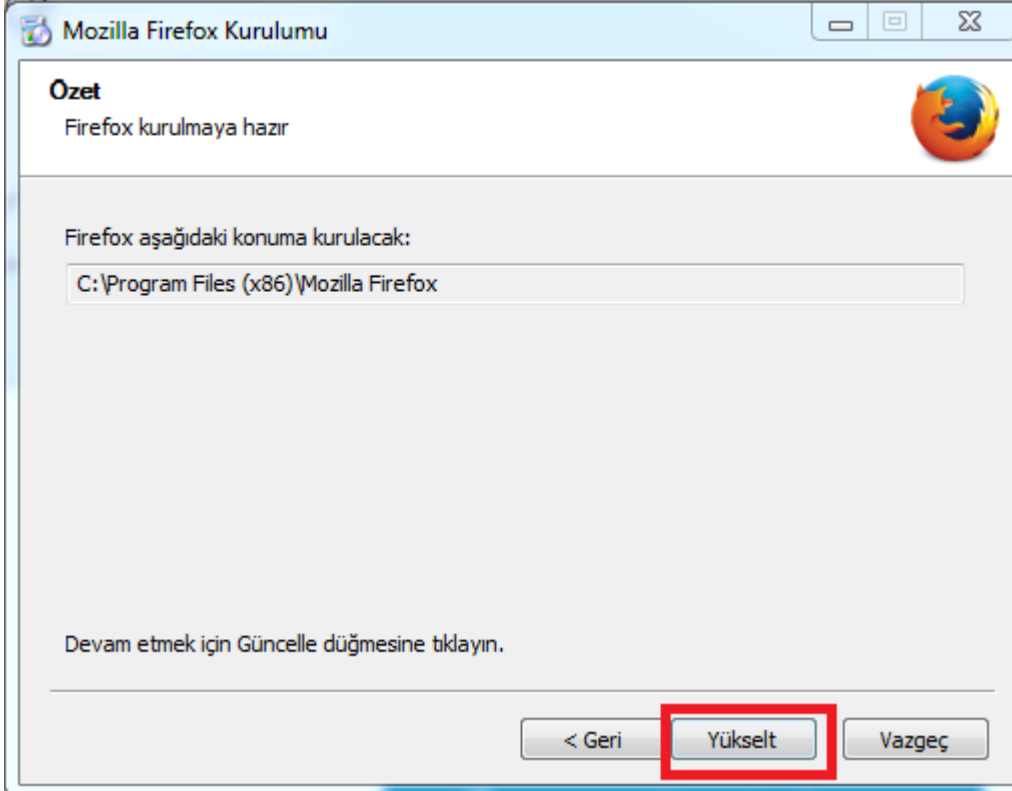 Mozilla Firefox Kurulumu
Özet
Firefox kurulmaya hazır
Firefox aşağıdaki konuma kurulacak:
C:\Program Files (x86)\Mozilla Firefox
Devam etmek için Güncelle düğmesine tıklayın.
< Geri Yükselt Vazgeç